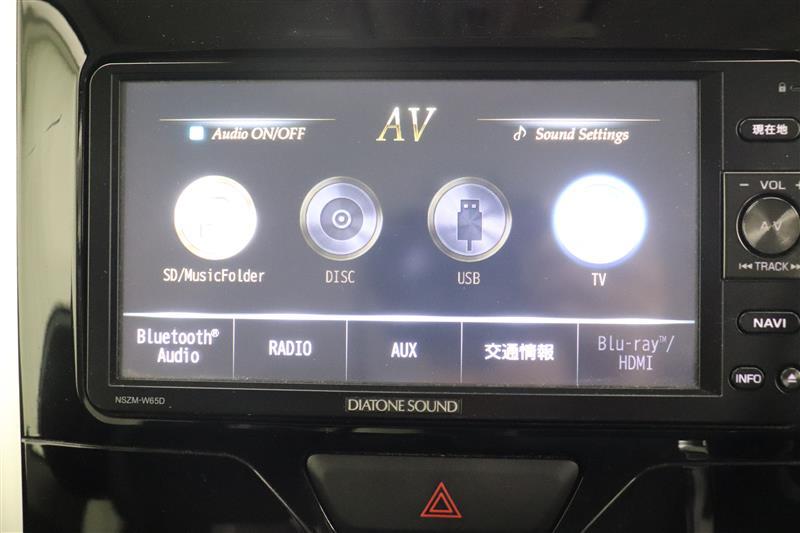 AV
Audio ON/OFF
Sound Settings
SD/MusicFolder
DISC
USB
TV
Bluetooth®
Audio
RADIO
AUX
交通情報
Blu-ray™/
HDMI
NSZM-W65D
DIATONE SOUND
現在地
− VOL +
AV
TRACK
NAVI
INFO